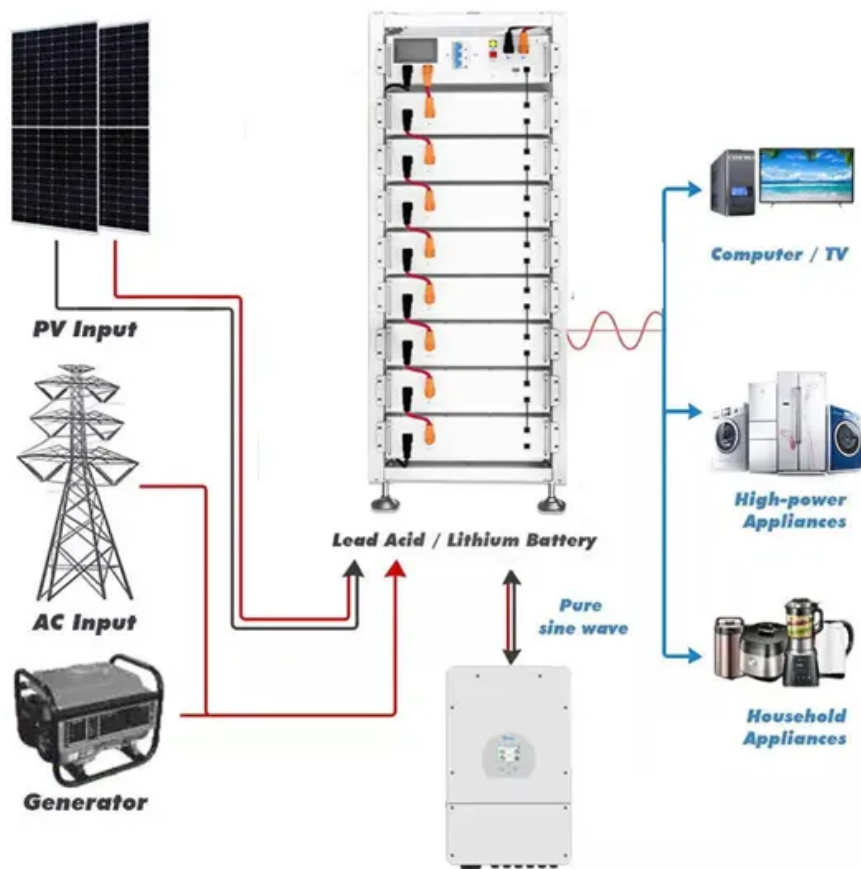 PV Input
AC Input
Generator
Lead Acid / Lithium Battery
Pure
sine wave
Computer / TV
High-power
Appliances
Household
Appliances